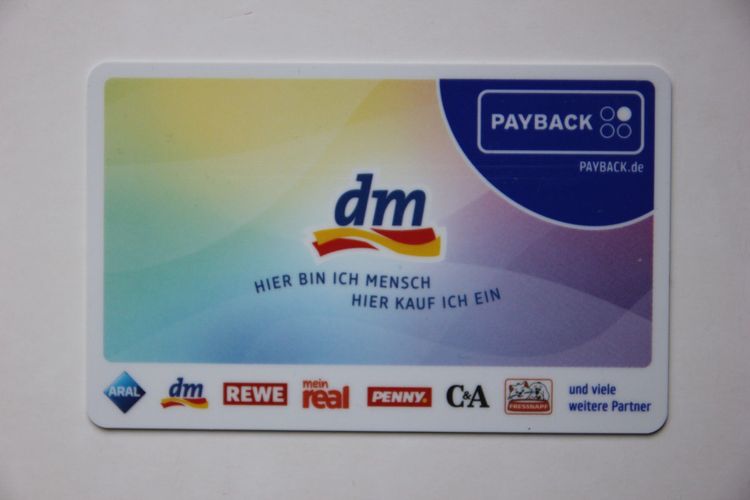 PAYBACK
PAYBACK.de
dm
HIER BIN ICH MENSCH
HIER KAUF ICH EIN
ARAL dm REWE mein real PENNY. C&A FRESSNAPF und viele
weitere Partner